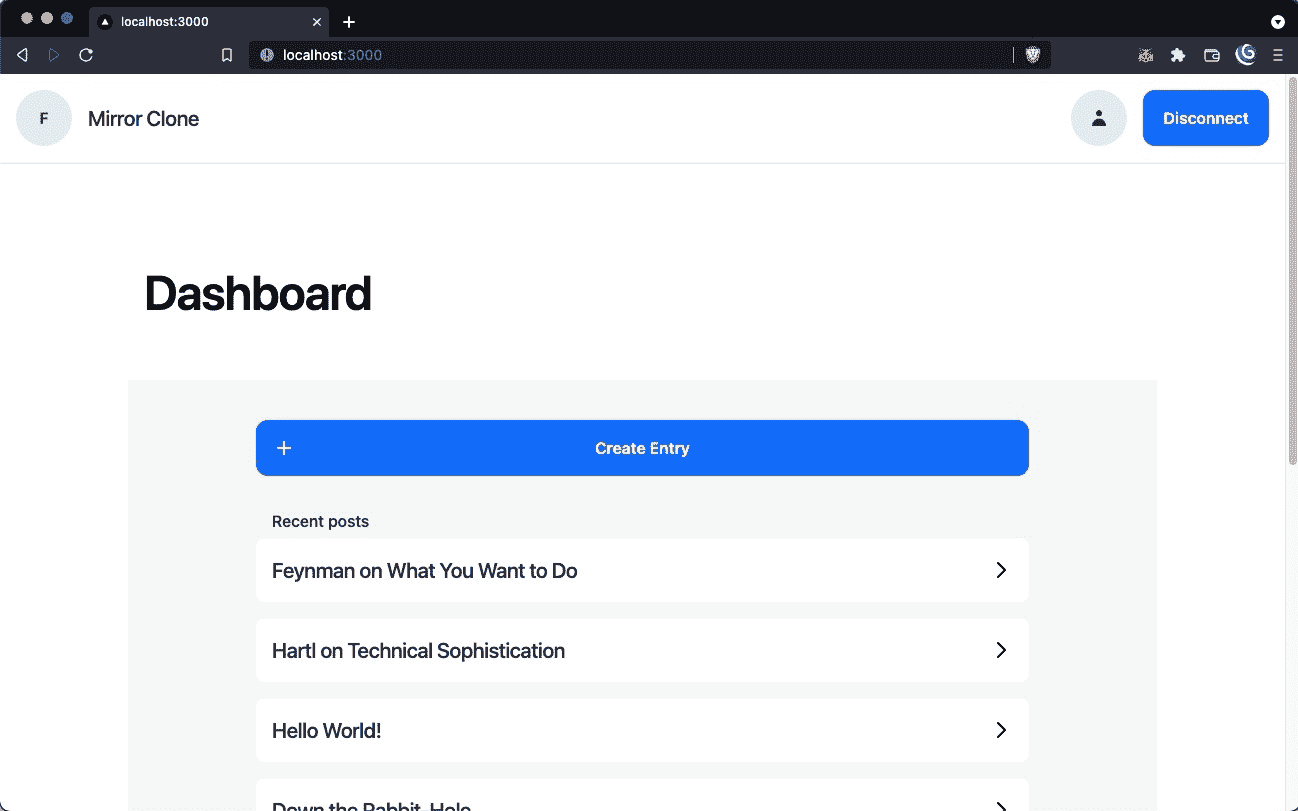 localhost:3000
localhost:3000
F
Mirror Clone
Disconnect
Dashboard
Create Entry
Recent posts
Feynman on What You Want to Do
Hartl on Technical Sophistication
Hello World!
Down the Rabbit-Hole